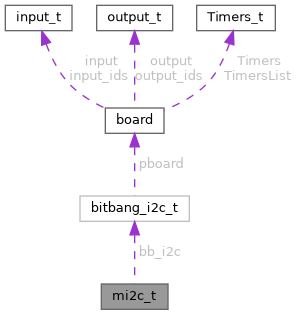 input_t
output_t
Timers_t
input
input_ids
output
output_ids
Timers
TimersList
board
pboard
bitbang_i2c_t
bb_i2c
mi2c_t